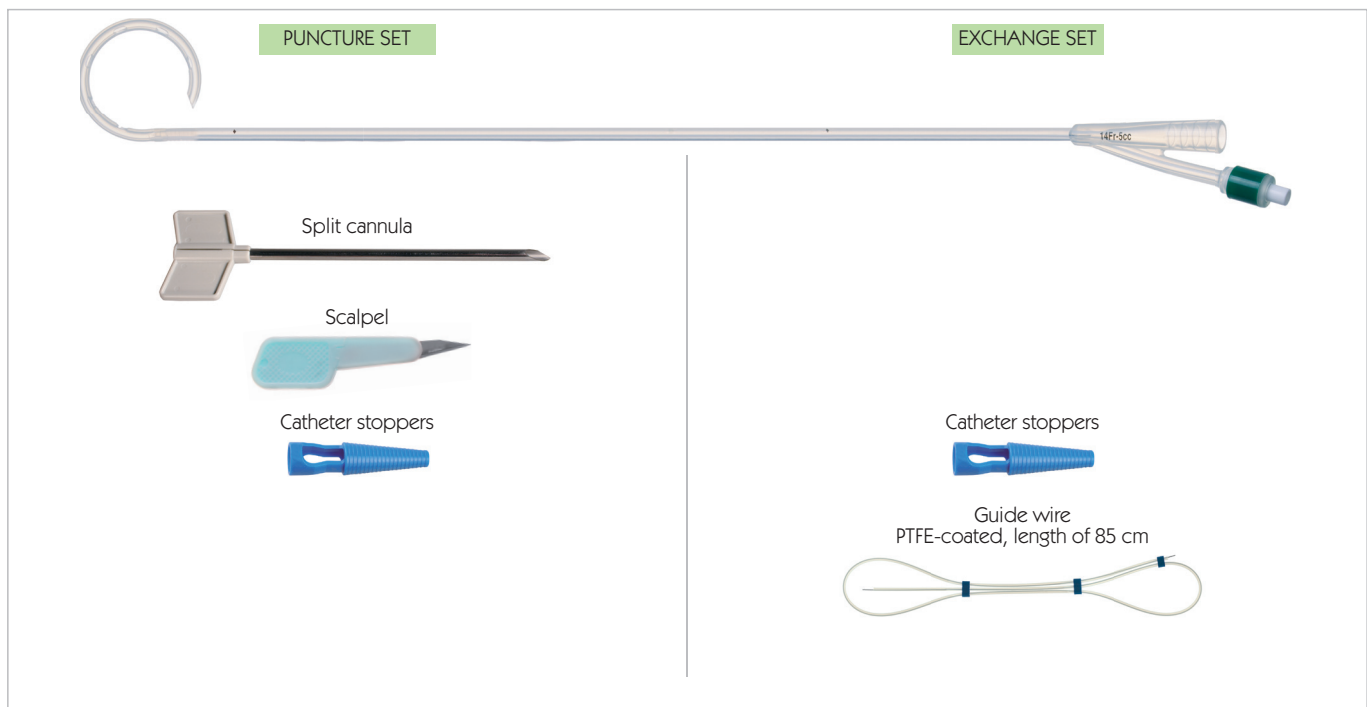 PUNCTURE SET
EXCHANGE SET
14Fr-5cc
Split cannula
Scalpel
Catheter stoppers
Catheter stoppers
Guide wire
PTFE-coated, length of 85 cm